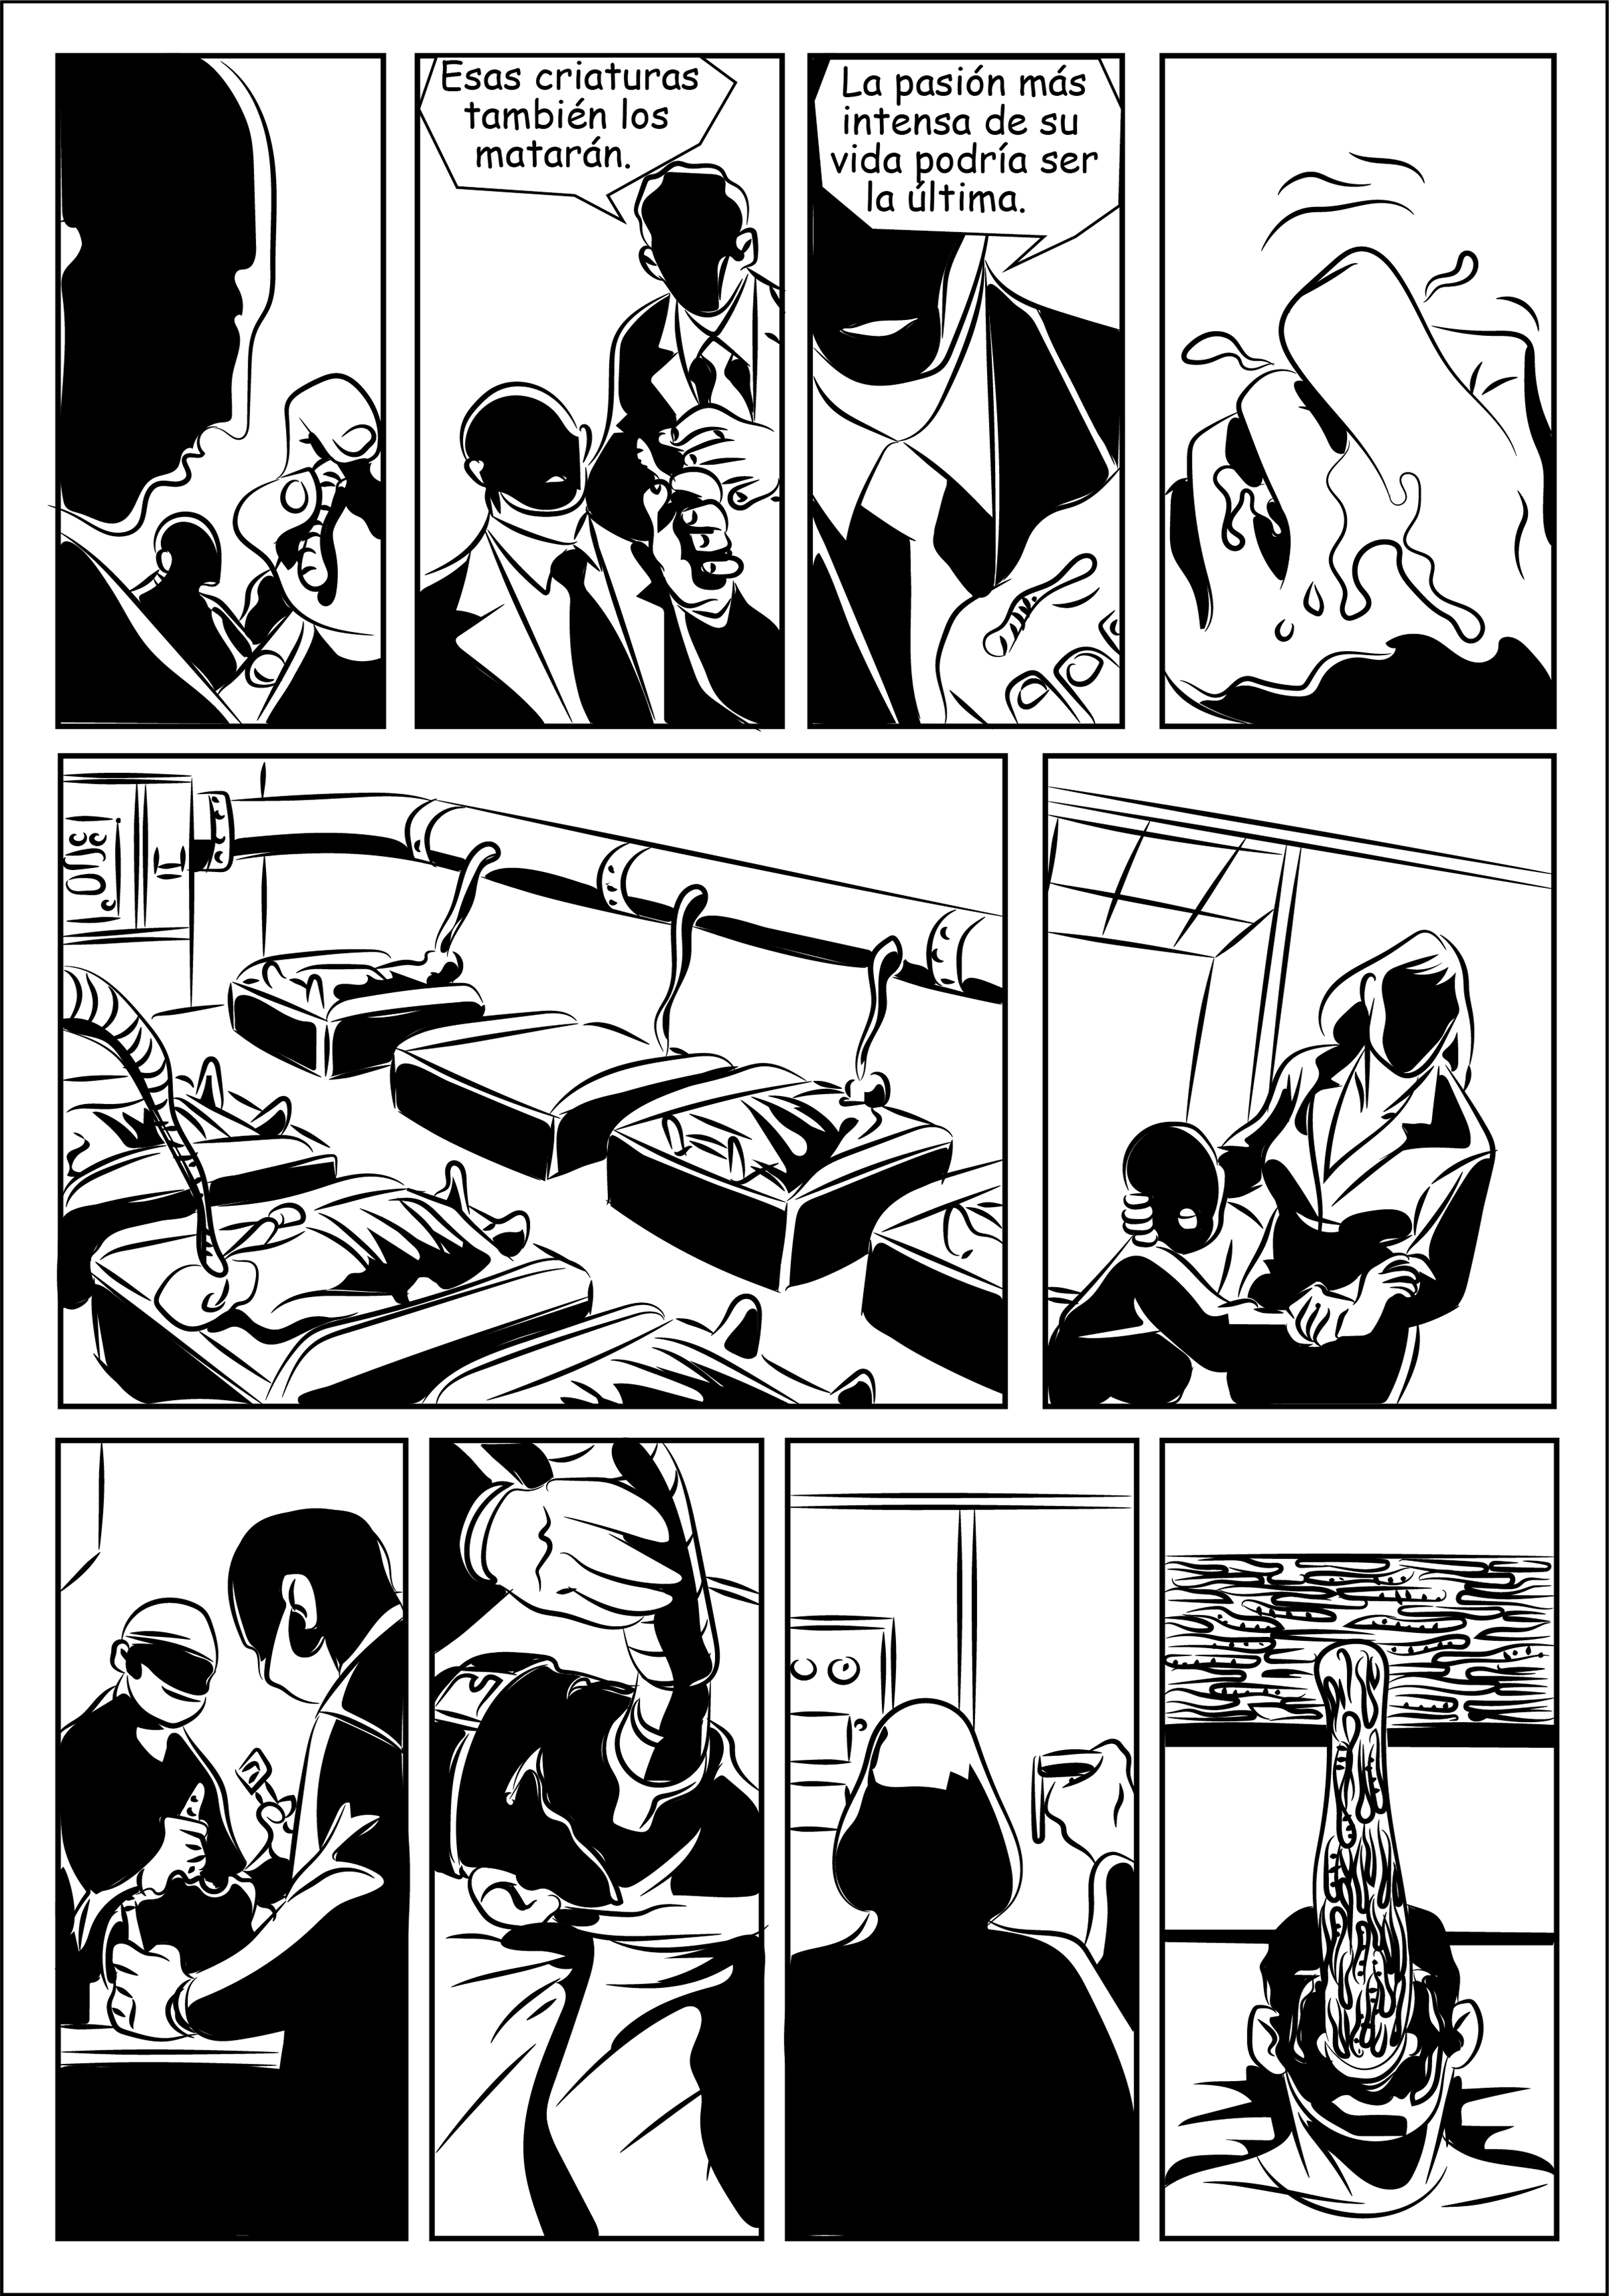 Esas criaturas
también los
matarán.
La pasión más
intensa de su
vida podría ser
la última.